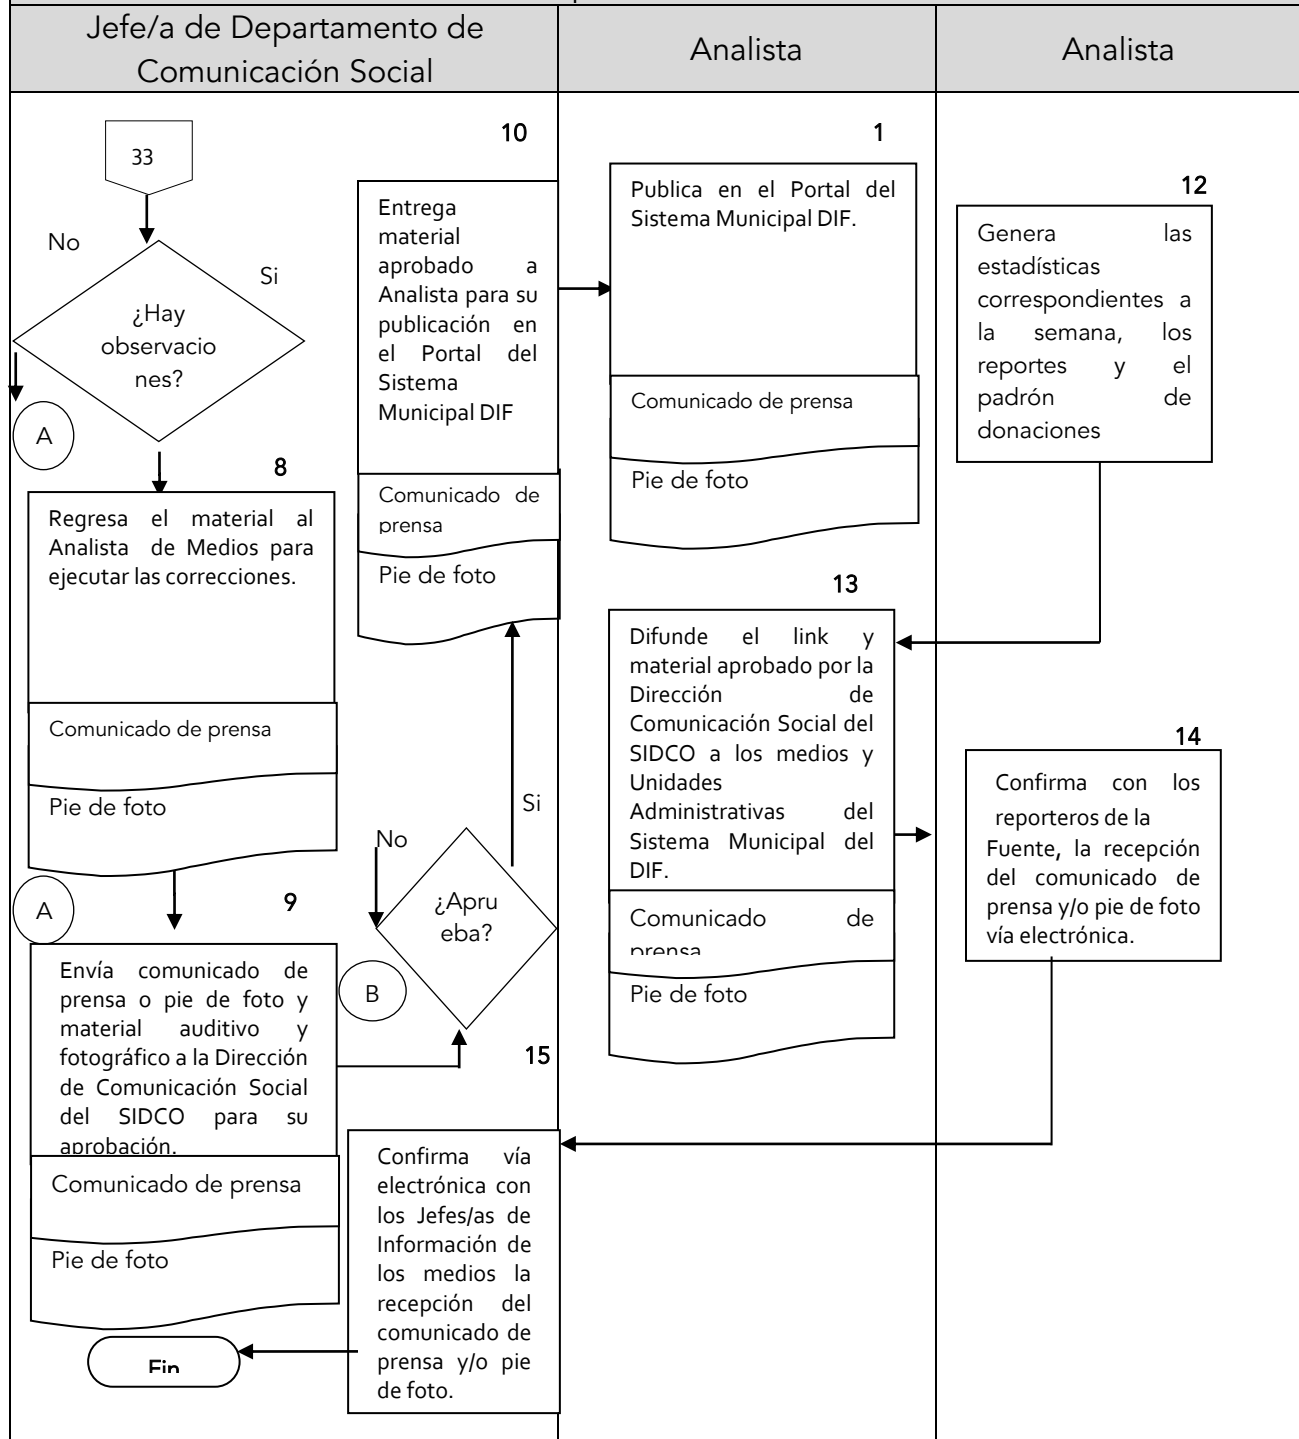 Jefe/a de Departamento de
Comunicación Social
Analista
Analista
33
No
Si
¿Hay
observacio
nes?
A
8
Regresa el material al
Analista de Medios para
ejecutar las correcciones.
Comunicado de prensa
Pie de foto
A
9
Envía comunicado de
prensa o pie de foto y
material auditivo y
fotográfico a la Dirección
de Comunicación Social
del SIDCO para su
aprobación.
Comunicado de prensa
Pie de foto
Fin
10
Entrega
material
aprobado a
Analista para su
publicación en
el Portal del
Sistema
Municipal DIF
Comunicado de
prensa
Pie de foto
Si
No
¿Apru
eba?
B
15
Confirma vía
electrónica con
los Jefes/as de
Información de
los medios la
recepción del
comunicado de
prensa y/o pie
de foto.
1
Publica en el Portal del
Sistema Municipal DIF.
Comunicado de prensa
Pie de foto
13
Difunde el link y
material aprobado por la
Dirección de
Comunicación Social del
SIDCO a los medios y
Unidades
Administrativas del
Sistema Municipal del
DIF.
Comunicado de
prensa
Pie de foto
12
Genera las
estadísticas
correspondientes a
la semana, los
reportes y el
padrón de
donaciones
14
Confirma con los
reporteros de la
Fuente, la recepción
del comunicado de
prensa y/o pie de foto
vía electrónica.